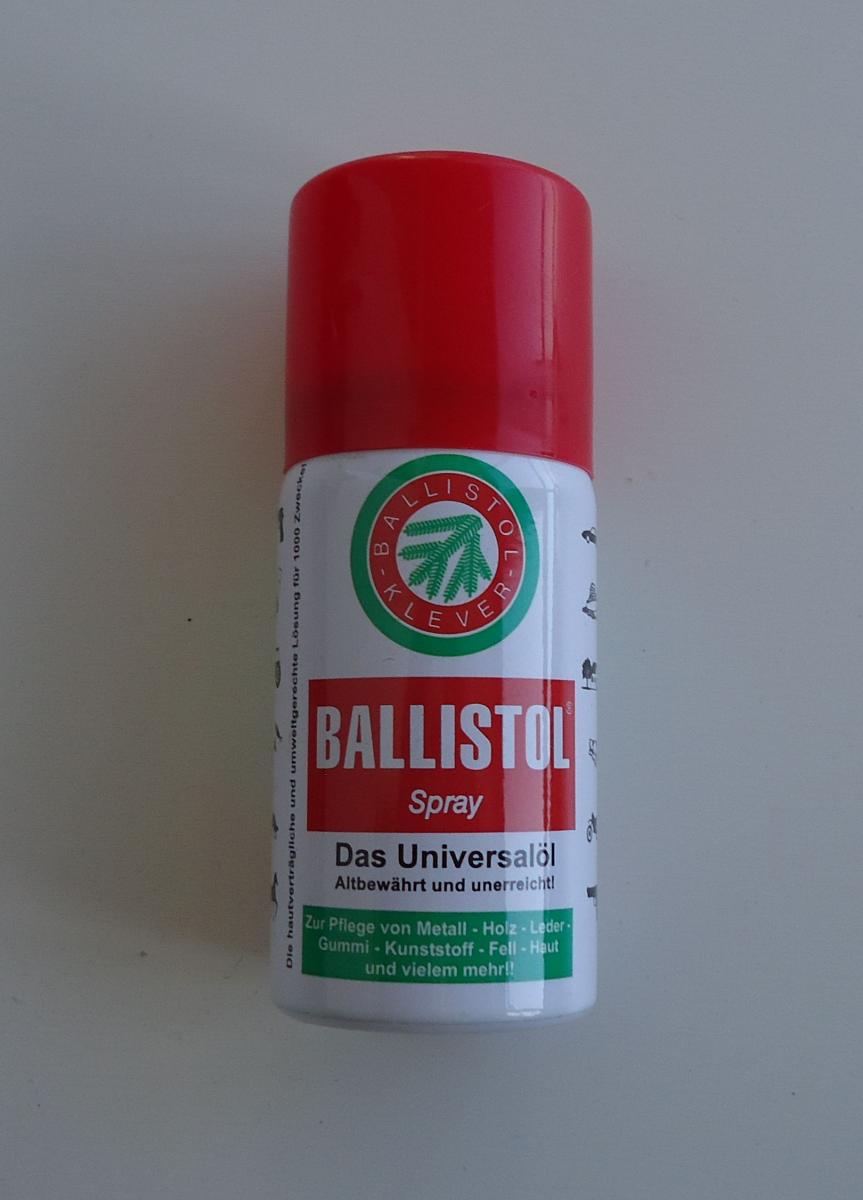 BALLISTOL
- KLEVER -
BALLISTOL®
Spray
Das Universalöl
Altbewährt und unerreicht!
Zur Pflege von Metall - Holz - Leder -
Gummi - Kunststoff - Fell - Haut
und vielem mehr!!
Die hautverträgliche und umweltgerechte Lösung für 1000 Zwecke!